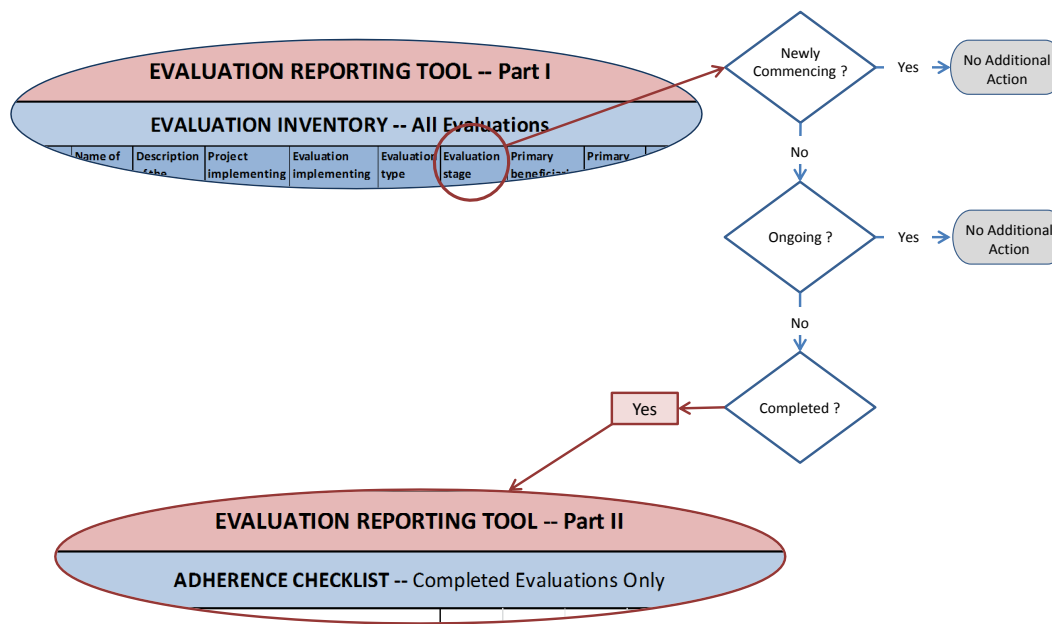 EVALUATION REPORTING TOOL -- Part I
EVALUATION INVENTORY -- All Evaluations
Name of
Description
Project
implementing
Evaluation
implementing
Evaluation
type
Evaluation
stage
Primary
Primary
Newly
Commencing ?
Yes
No Additional
Action
No
Ongoing ?
Yes
No Additional
Action
No
Completed ?
Yes
EVALUATION REPORTING TOOL -- Part II
ADHERENCE CHECKLIST -- Completed Evaluations Only